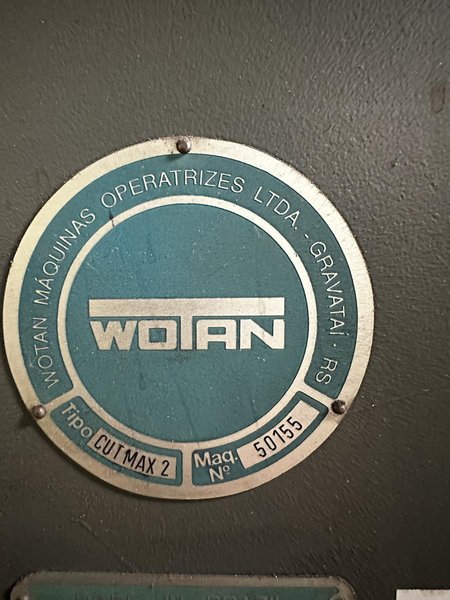 WOTAN MÁQUINAS OPERATRIZES LTDA. - GRAVATAÍ · RS
WOTAN
Tipo CUTMAX 2
Maq. Nº 50155